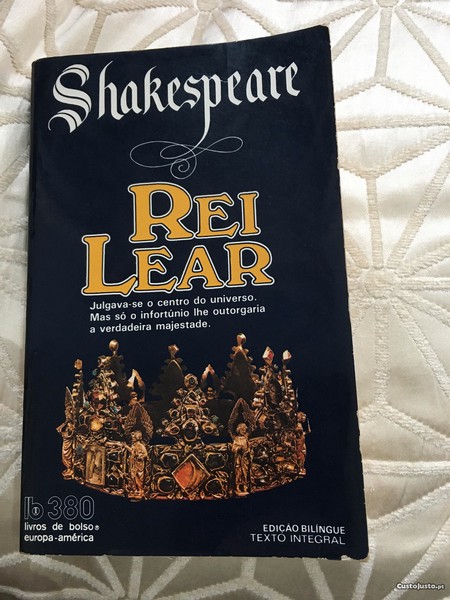 Shakespeare
REI
LEAR
Julgava-se o centro do universo.
Mas só o infortúnio lhe outorgaria
a verdadeira majestade.
lb 380
livros de bolso®
europa-américa
EDIÇÃO BILÍNGUE
TEXTO INTEGRAL
CustoJusto.pt